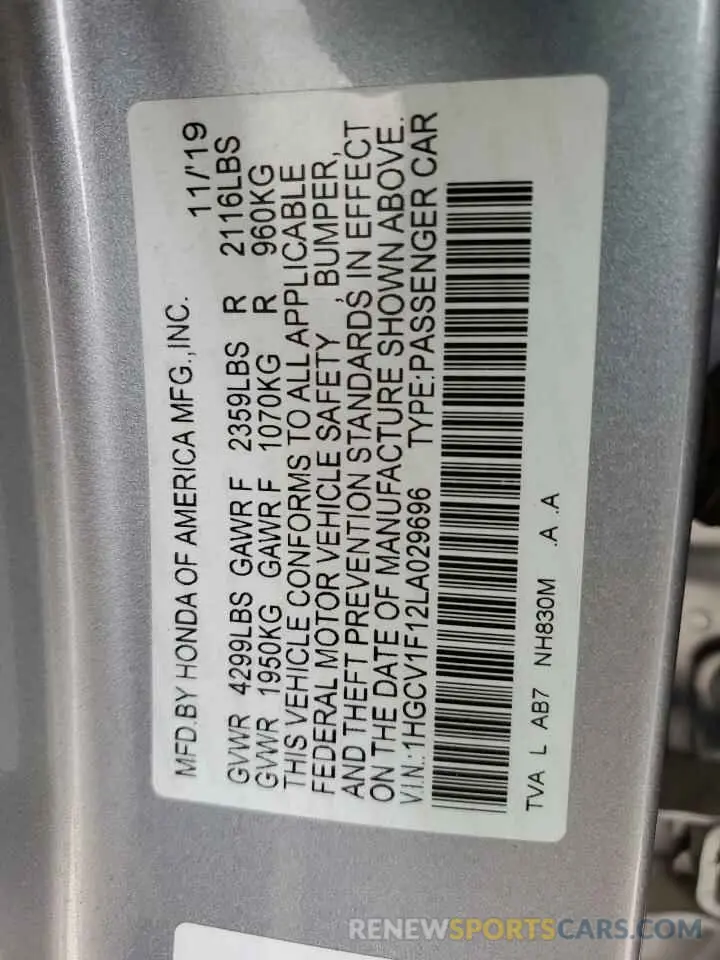 MFD.BY HONDA OF AMERICA MFG.,INC. 11/'19
GVWR 4299LBS GAWR F 2359LBS R 2116LBS
GVWR 1950KG GAWR F 1070KG R 960KG
THIS VEHICLE CONFORMS TO ALL APPLICABLE
FEDERAL MOTOR VEHICLE SAFETY , BUMPER,
AND THEFT PREVENTION STANDARDS IN EFFECT
ON THE DATE OF MANUFACTURE SHOWN ABOVE.
V.I.N.:1HGCV1F12LA029696 TYPE:PASSENGER CAR
TVA L AB7 NH830M .A .A
RENEWSPORTSCARS.COM